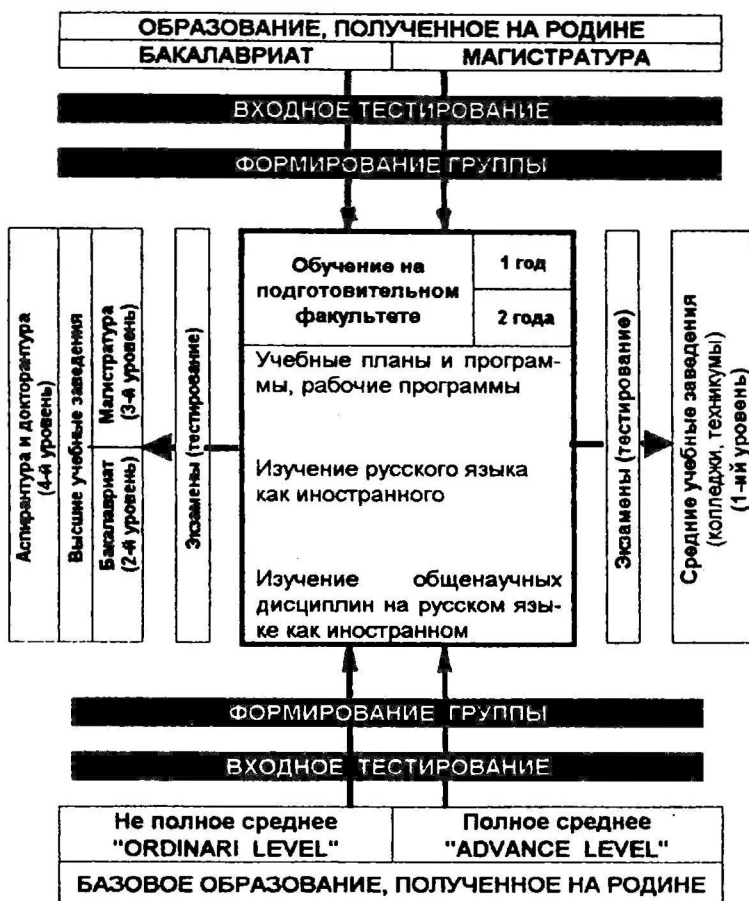 ОБРАЗОВАНИЕ, ПОЛУЧЕННОЕ НА РОДИНЕ
БАКАЛАВРИАТ
МАГИСТРАТУРА
ВХОДНОЕ ТЕСТИРОВАНИЕ
ФОРМИРОВАНИЕ ГРУППЫ
Аспирантура и докторантура
(4-й уровень)
Высшие учебные заведения
Магистратура
(3-й уровень)
Бакалавриат
(2-й уровень)
Экзамены (тестирование)
Обучение на
подготовительном
факультете
1 год
2 года
Учебные планы и програм-
мы, рабочие программы
Изучение русского языка
как иностранного
Изучение общенаучных
дисциплин на русском язы-
ке как иностранном
Экзамены (тестирование)
Средние учебные заведения
(колледжи, техникумы)
(1-ый уровень)
ФОРМИРОВАНИЕ ГРУППЫ
ВХОДНОЕ ТЕСТИРОВАНИЕ
Не полное среднее
"ORDINARI LEVEL"
Полное среднее
"ADVANCE LEVEL"
БАЗОВОЕ ОБРАЗОВАНИЕ, ПОЛУЧЕННОЕ НА РОДИНЕ